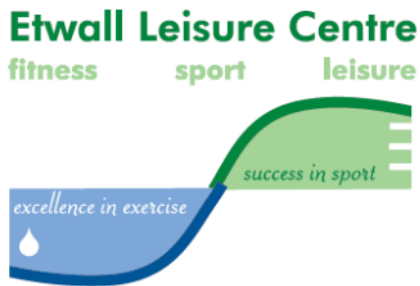 Etwall Leisure Centre
fitness sport leisure
success in sport
excellence in exercise